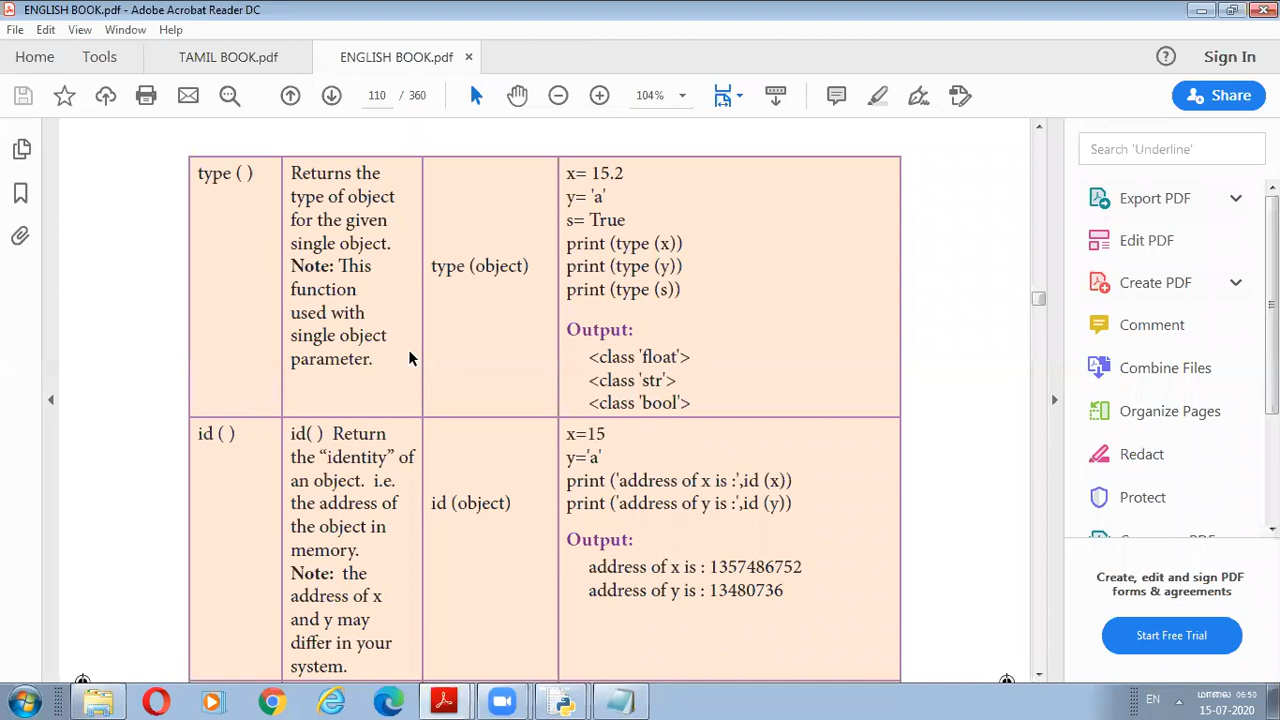 ENGLISH BOOK.pdf - Adobe Acrobat Reader DC
File Edit View Window Help
Home Tools TAMIL BOOK.pdf ENGLISH BOOK.pdf × Sign In
110 / 360 104% Share
type ( )
Returns the
type of object
for the given
single object.
Note: This
function
used with
single object
parameter.
type (object)
x= 15.2
y= 'a'
s= True
print (type (x))
print (type (y))
print (type (s))
Output:
<class 'float'>
<class 'str'>
<class 'bool'>
id ( )
id( ) Return
the “identity” of
an object. i.e.
the address of
the object in
memory.
Note: the
address of x
and y may
differ in your
system.
id (object)
x=15
y='a'
print ('address of x is :',id (x))
print ('address of y is :',id (y))
Output:
address of x is : 1357486752
address of y is : 13480736
Search 'Underline'
Export PDF
Edit PDF
Create PDF
Comment
Combine Files
Organize Pages
Redact
Protect
Create, edit and sign PDF
forms & agreements
Start Free Trial
EN
மாலை 06:50
15-07-2020